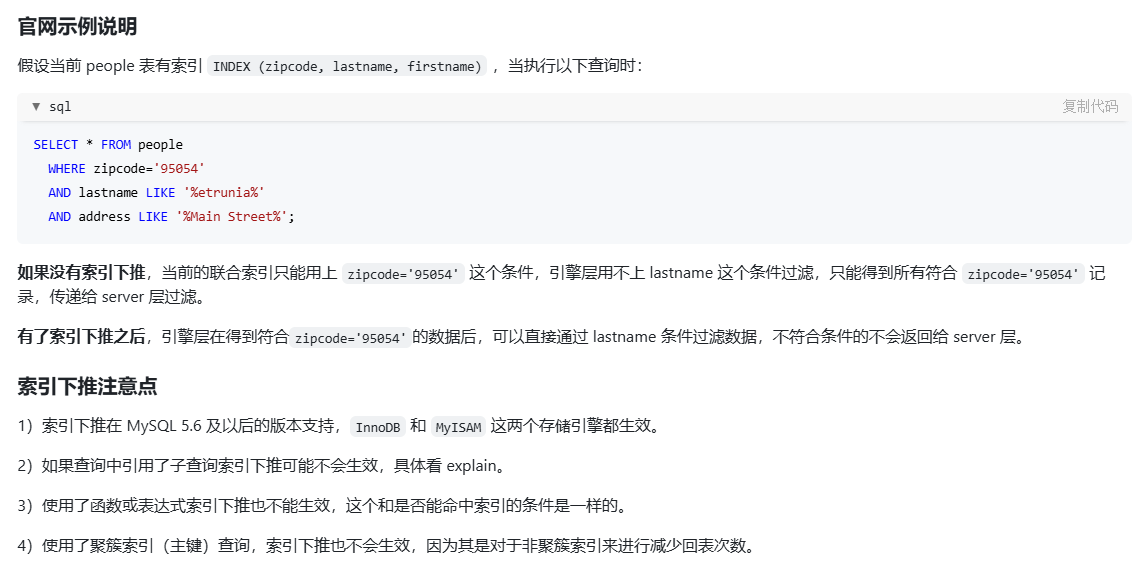 官网示例说明
假设当前 people 表有索引 INDEX (zipcode, lastname, firstname) ，当执行以下查询时：
▼ sql 复制代码
SELECT * FROM people
WHERE zipcode='95054'
AND lastname LIKE '%etrunia%'
AND address LIKE '%Main Street%';
如果没有索引下推，当前的联合索引只能用上 zipcode='95054' 这个条件，引擎层用不上 lastname 这个条件过滤，只能得到所有符合 zipcode='95054' 记
录，传递给 server 层过滤。
有了索引下推之后，引擎层在得到符合 zipcode='95054' 的数据后，可以直接通过 lastname 条件过滤数据，不符合条件的不会返回给 server 层。
索引下推注意点
1）索引下推在 MySQL 5.6 及以后的版本支持， InnoDB 和 MyISAM 这两个存储引擎都生效。
2）如果查询中引用了子查询索引下推可能不会生效，具体看 explain。
3）使用了函数或表达式索引下推也不能生效，这个和是否能命中索引的条件是一样的。
4）使用了聚簇索引（主键）查询，索引下推也不会生效，因为其是对于非聚簇索引来进行减少回表次数。